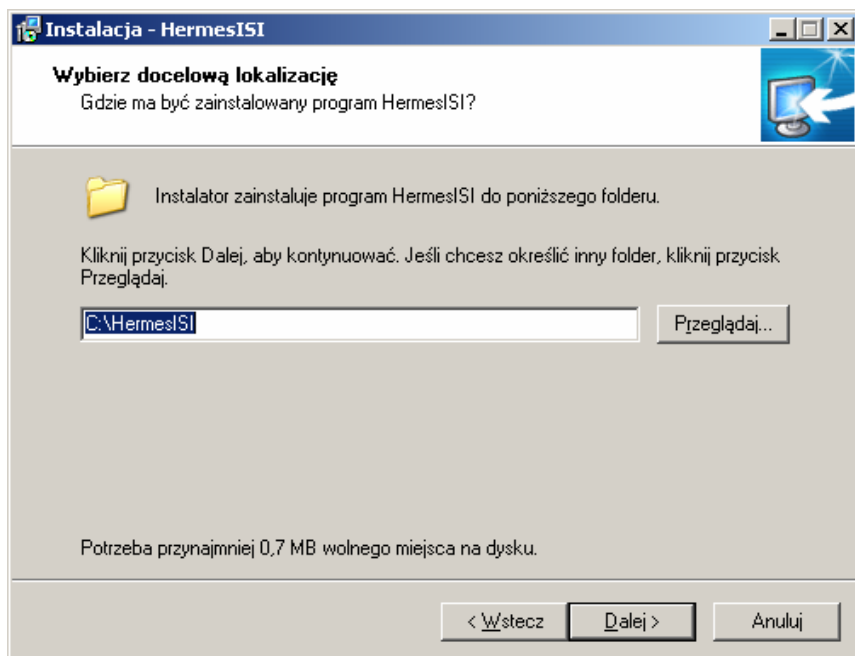 Instalacja - HermesISI
Wybierz docelową lokalizację
Gdzie ma być zainstalowany program HermesISI?
Instalator zainstaluje program HermesISI do poniższego folderu.
Kliknij przycisk Dalej, aby kontynuować. Jeśli chcesz określić inny folder, kliknij przycisk
Przeglądaj.
C:\HermesISI
Przeglądaj...
Potrzeba przynajmniej 0,7 MB wolnego miejsca na dysku.
< Wstecz
Dalej >
Anuluj